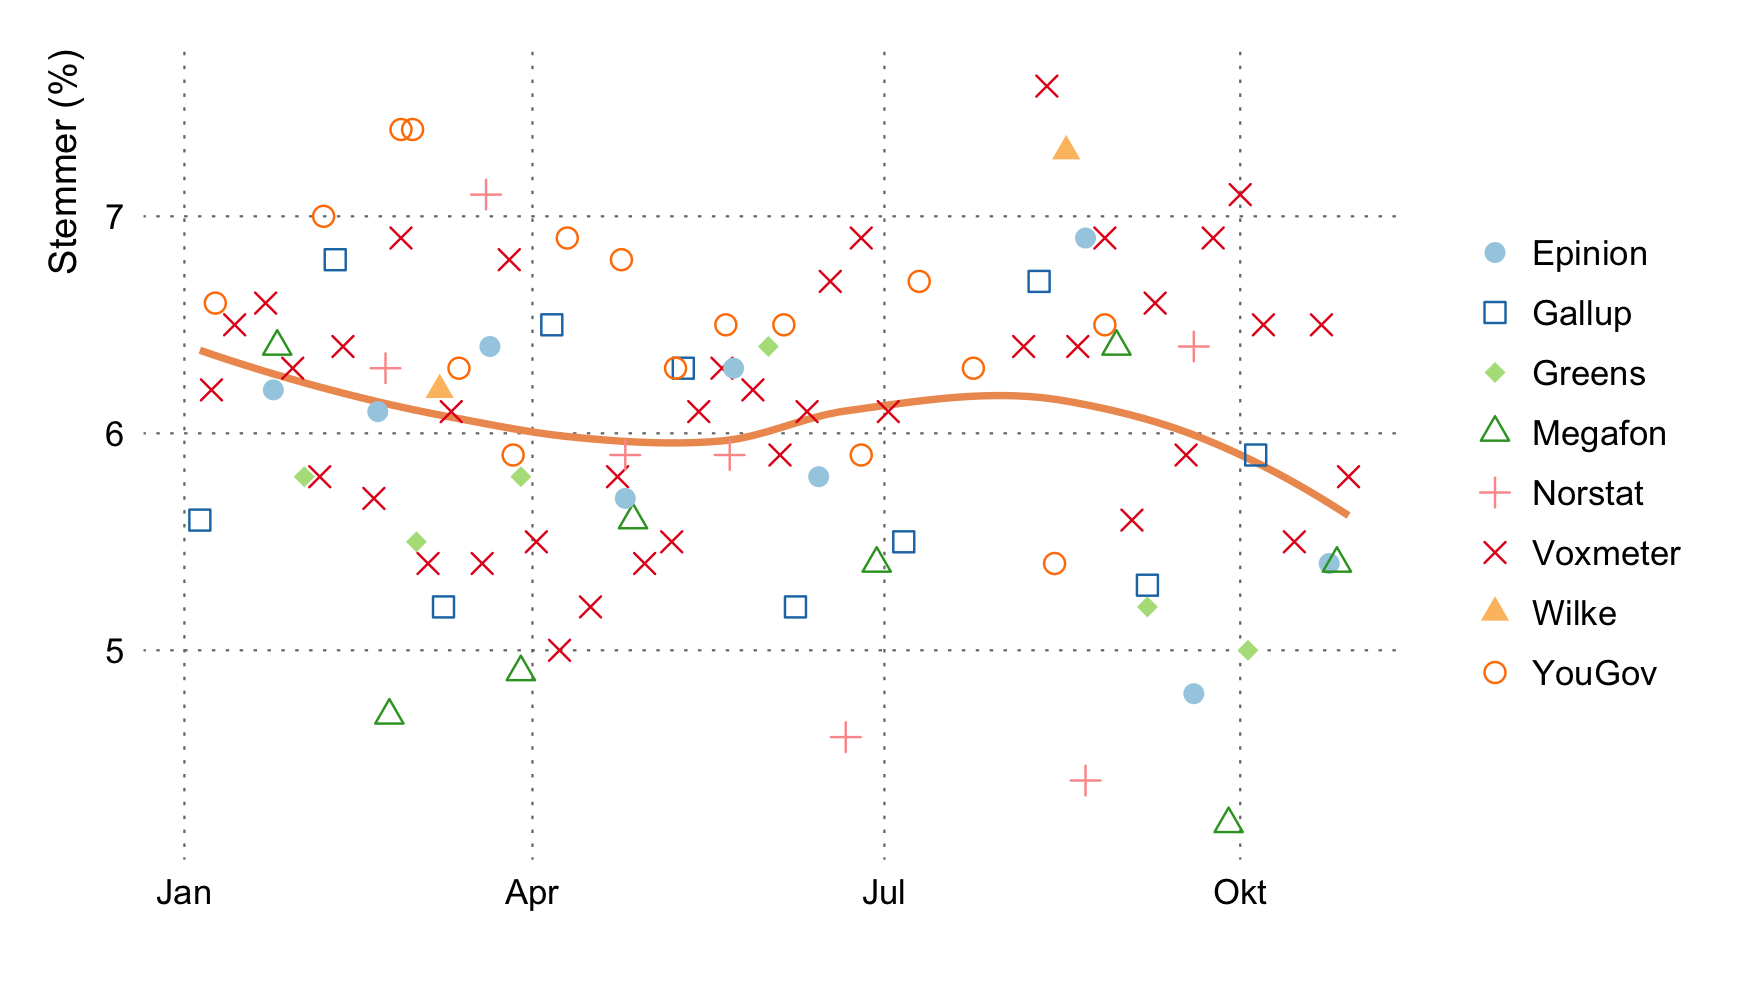 Stemmer (%)
7
6
5
Jan
Apr
Jul
Okt
Epinion
Gallup
Greens
Megafon
Norstat
Voxmeter
Wilke
YouGov